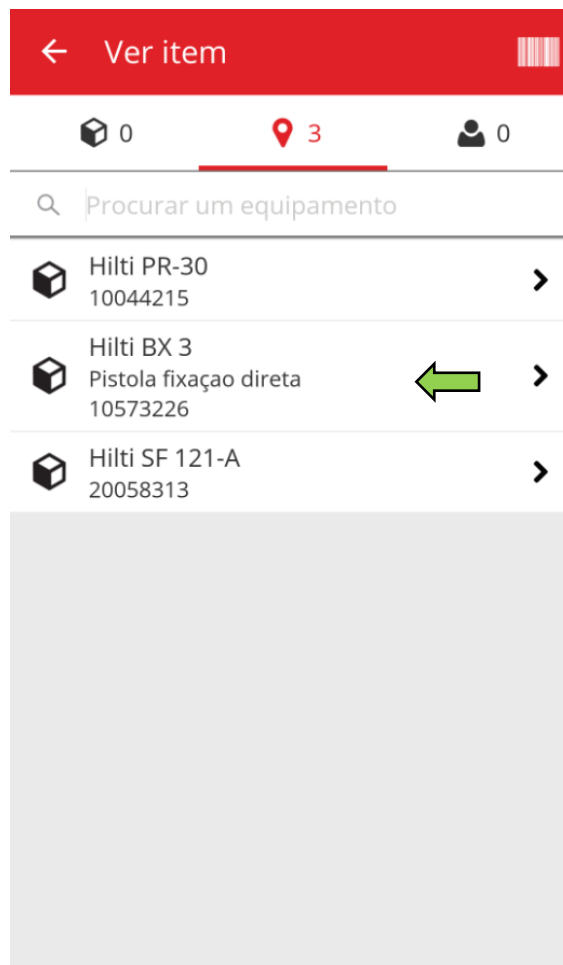 Ver item
0
3
0
Procurar um equipamento
Hilti PR-30
10044215
Hilti BX 3
Pistola fixaçao direta
10573226
Hilti SF 121-A
20058313